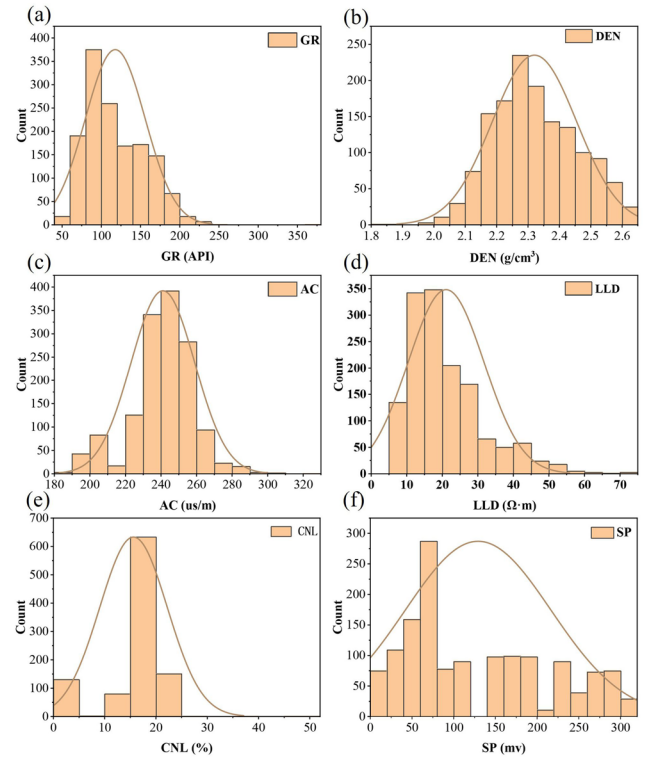 (a)
GR
Count
400
350
300
250
200
150
100
50
0
50 100 150 200 250 300 350
GR (API)
(b)
DEN
Count
250
200
150
100
50
0
1.8 1.9 2.0 2.1 2.2 2.3 2.4 2.5 2.6
DEN (g/cm³)
(c)
AC
Count
400
350
300
250
200
150
100
50
0
180 200 220 240 260 280 300 320
AC (us/m)
(d)
LLD
Count
350
300
250
200
150
100
50
0
0 10 20 30 40 50 60 70
LLD (Ω·m)
(e)
CNL
Count
700
600
500
400
300
200
100
0
0 10 20 30 40 50
CNL (%)
(f)
SP
Count
300
250
200
150
100
50
0
0 50 100 150 200 250 300
SP (mv)